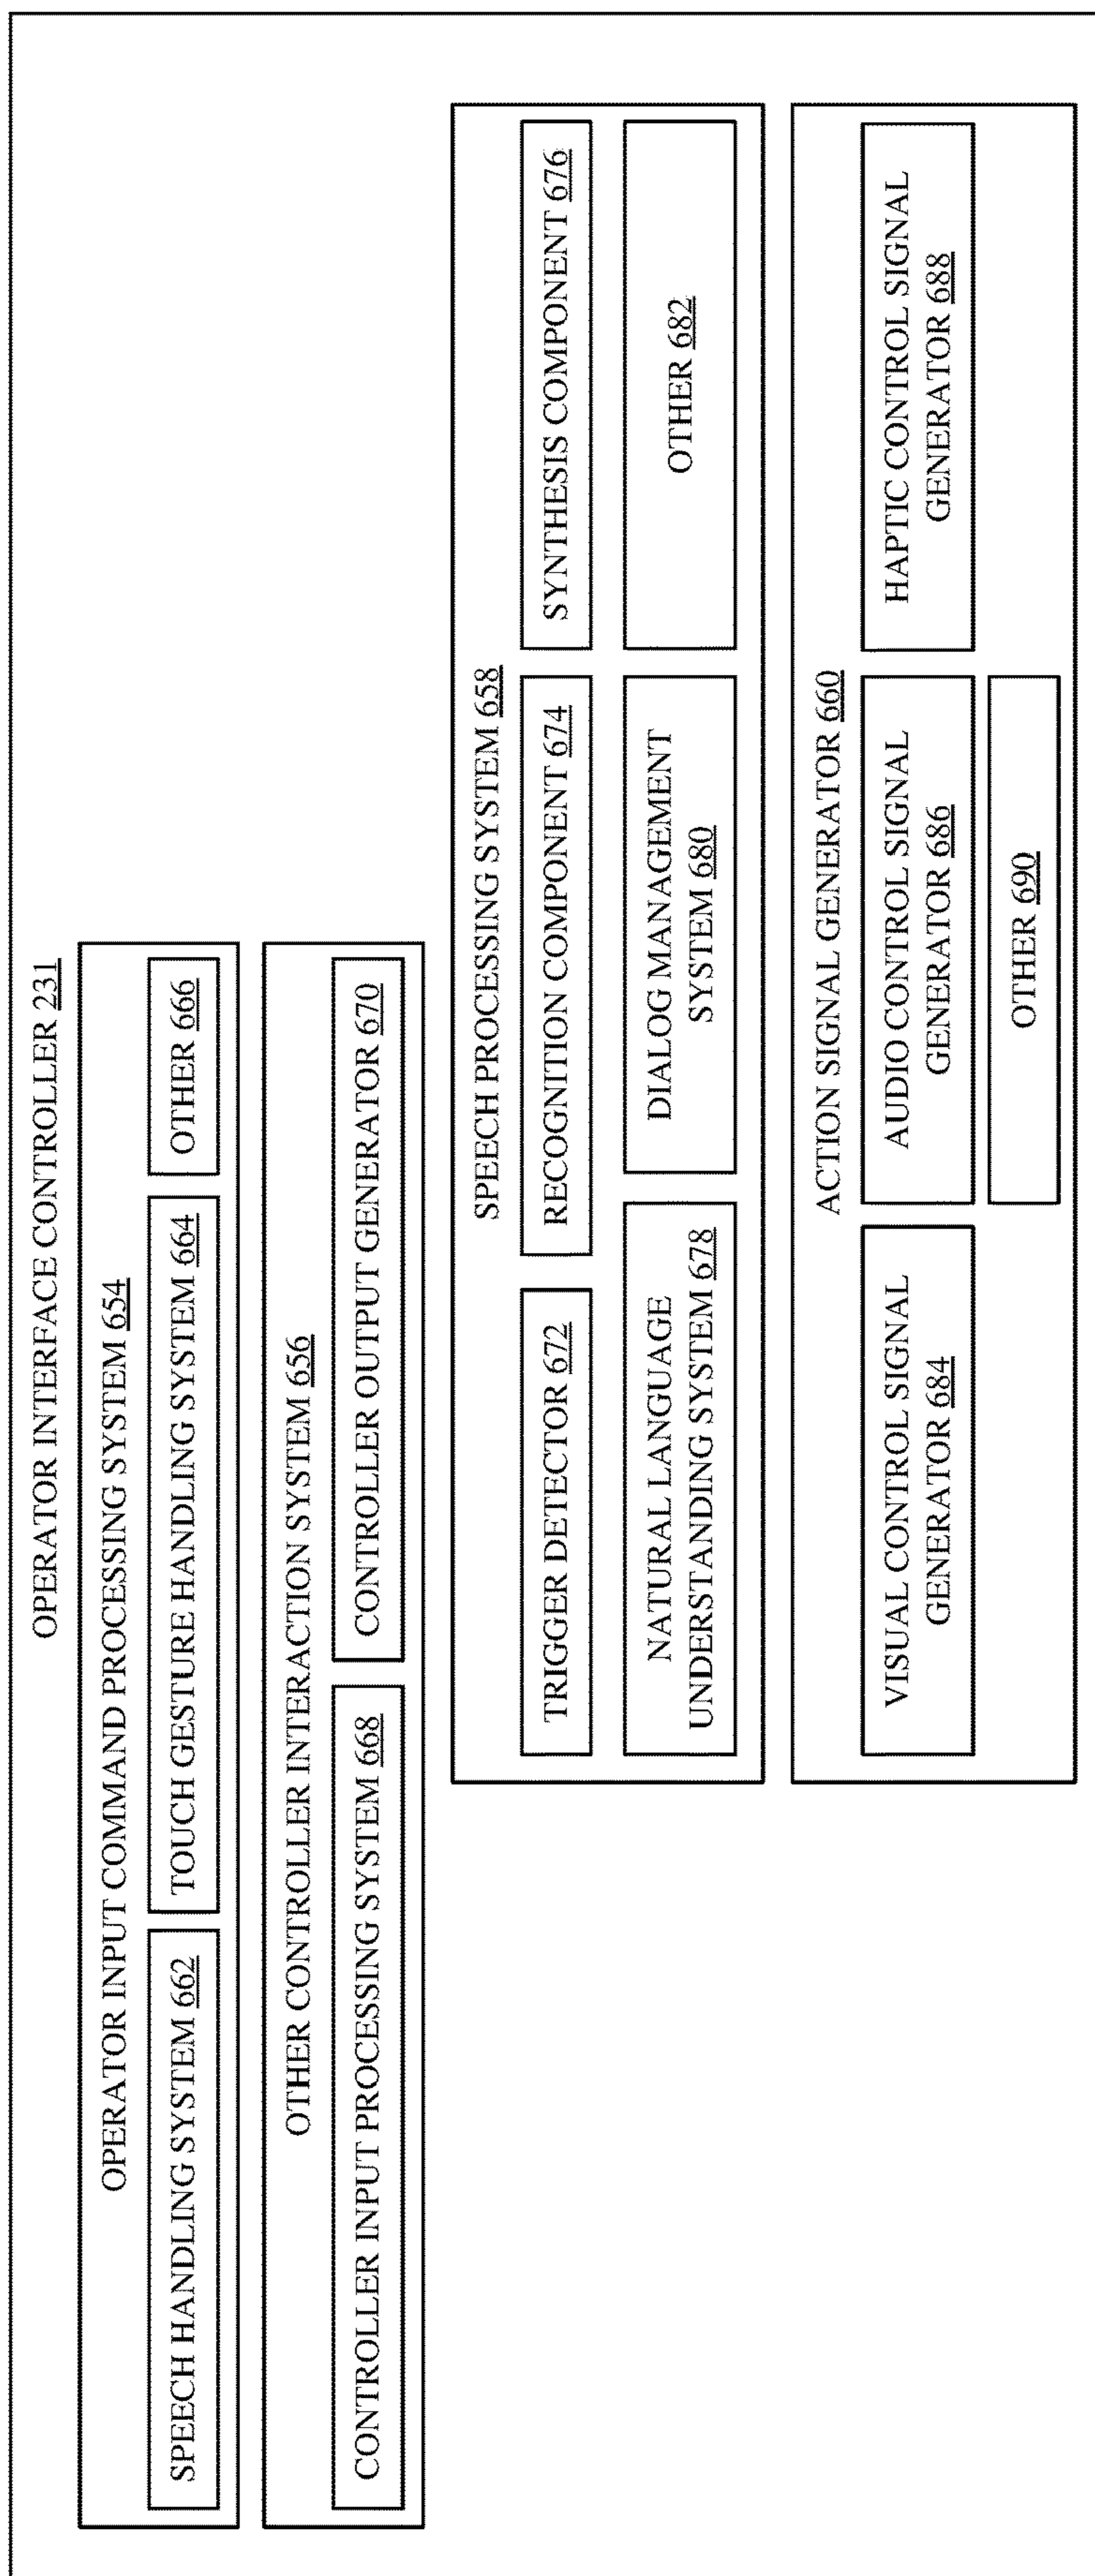 OPERATOR INTERFACE CONTROLLER 231
OPERATOR INPUT COMMAND PROCESSING SYSTEM 654
SPEECH HANDLING SYSTEM 662
TOUCH GESTURE HANDLING SYSTEM 664
OTHER 666
OTHER CONTROLLER INTERACTION SYSTEM 656
CONTROLLER INPUT PROCESSING SYSTEM 668
CONTROLLER OUTPUT GENERATOR 670
SPEECH PROCESSING SYSTEM 658
TRIGGER DETECTOR 672
RECOGNITION COMPONENT 674
SYNTHESIS COMPONENT 676
NATURAL LANGUAGE
UNDERSTANDING SYSTEM 678
DIALOG MANAGEMENT
SYSTEM 680
OTHER 682
ACTION SIGNAL GENERATOR 660
VISUAL CONTROL SIGNAL
GENERATOR 684
AUDIO CONTROL SIGNAL
GENERATOR 686
HAPTIC CONTROL SIGNAL
GENERATOR 688
OTHER 690